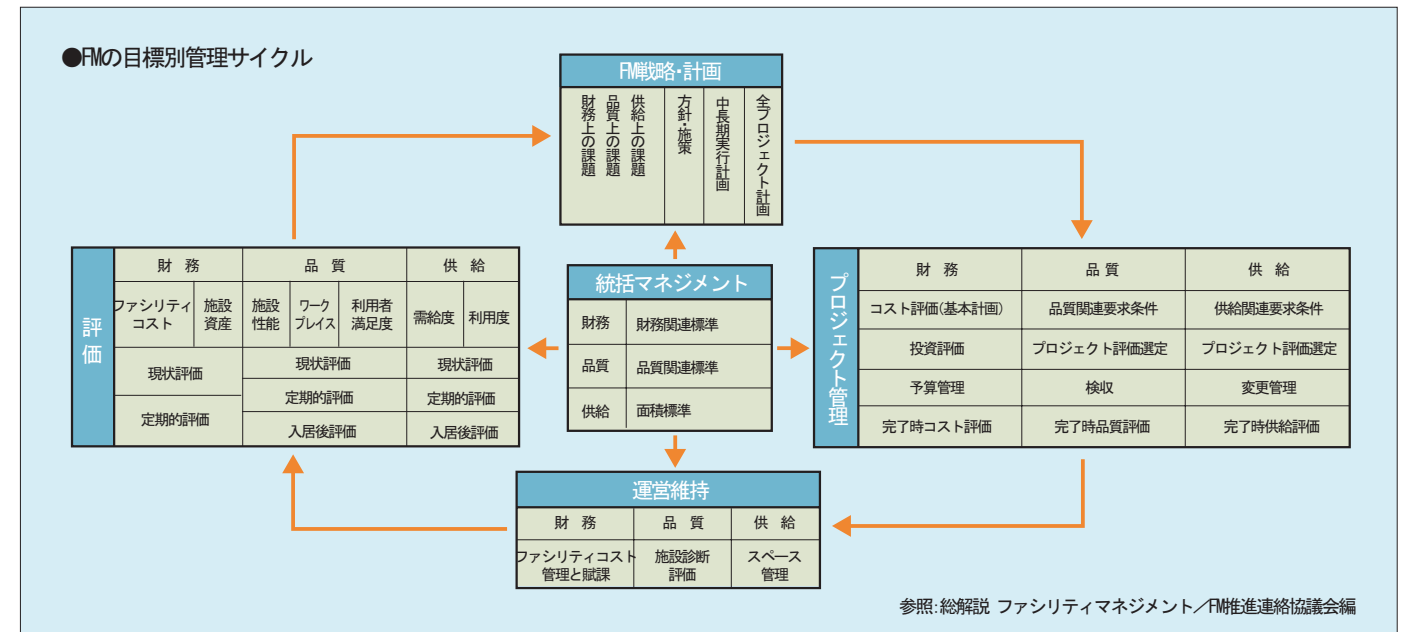 ●FMの目標別管理サイクル
FM戦略・計画
財務上の課題
品質上の課題
供給上の課題
方針・施策
中長期実行計画
全プロジェクト計画
評価
財 務
品 質
供 給
ファシリティ
コスト
施設
資産
施設
性能
ワーク
プレイス
利用者
満足度
需給度
利用度
現状評価
現状評価
現状評価
定期的評価
定期的評価
定期的評価
入居後評価
入居後評価
統括マネジメント
財務 財務関連標準
品質 品質関連標準
供給 面積標準
プロジェクト管理
財 務
品 質
供 給
コスト評価(基本計画)
品質関連要求条件
供給関連要求条件
投資評価
プロジェクト評価選定
プロジェクト評価選定
予算管理
検収
変更管理
完了時コスト評価
完了時品質評価
完了時供給評価
運営維持
財 務
品 質
供 給
ファシリティコスト
管理と賦課
施設診断
評価
スペース
管理
参照:総解説 ファシリティマネジメント/FM推進連絡協議会編